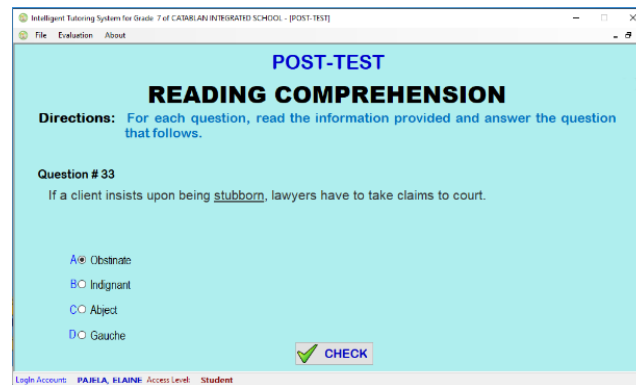 Intelligent Tutoring System for Grade 7 of CATABLAN INTEGRATED SCHOOL - [POST-TEST]
File Evaluation About
POST-TEST
READING COMPREHENSION
Directions: For each question, read the information provided and answer the question
that follows.
Question # 33
If a client insists upon being stubborn, lawyers have to take claims to court.
A Obstinate
B Indignant
C Abject
D Gauche
CHECK
Login Account: PAJELA, ELAINE Access Level: Student